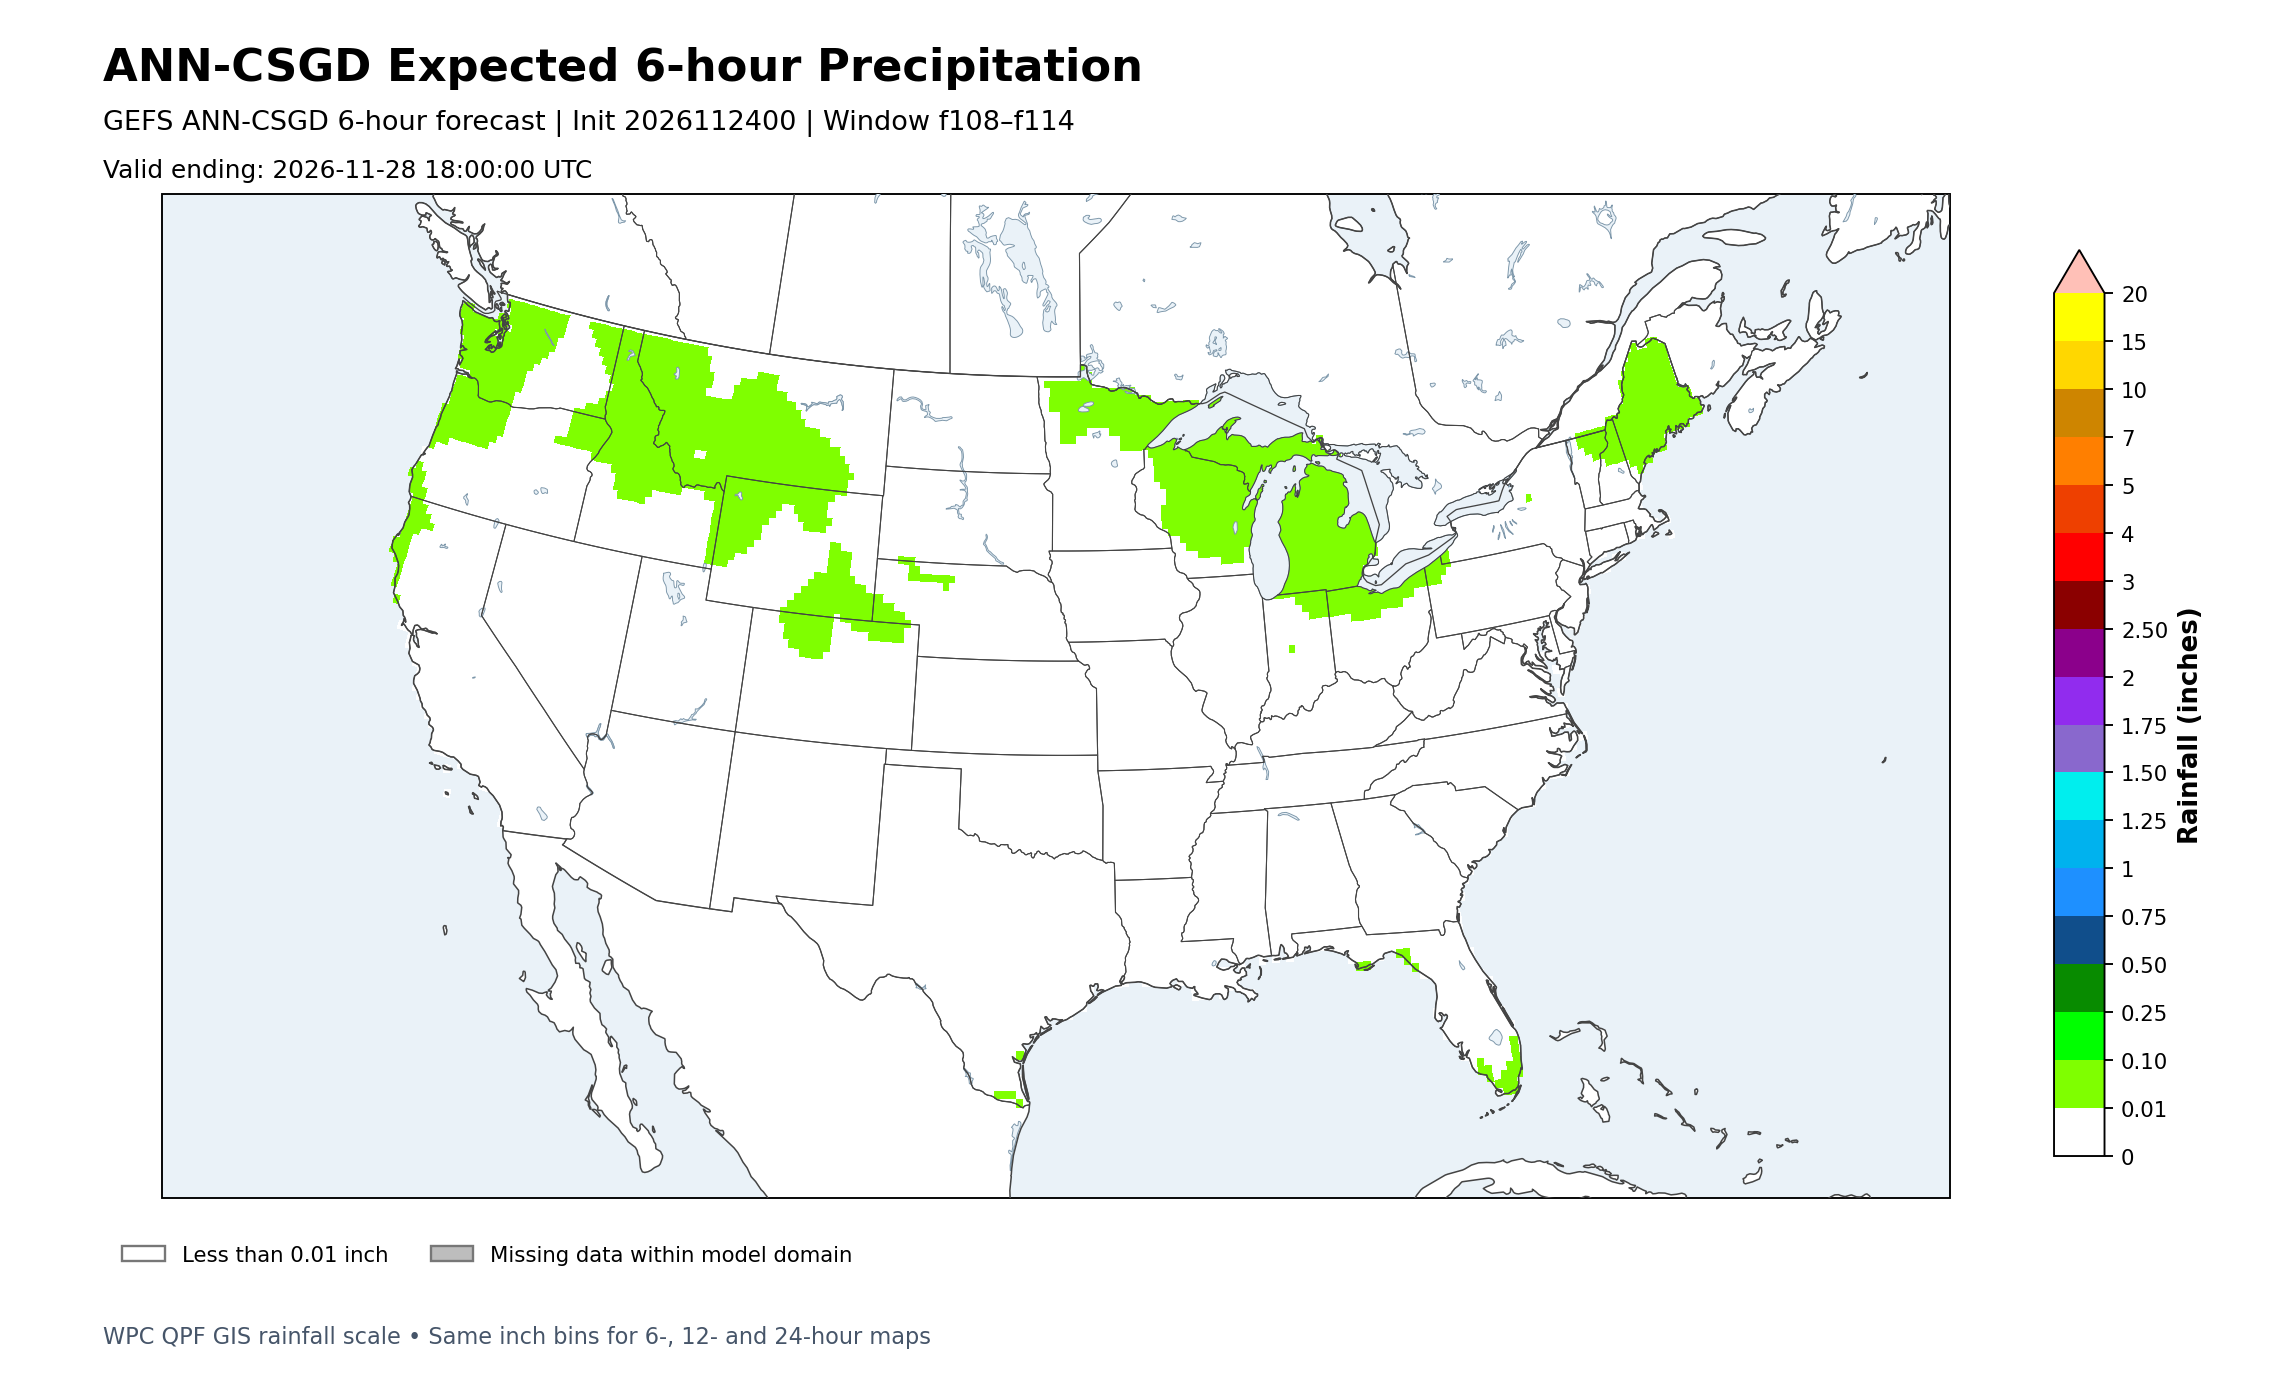 ANN-CSGD Expected 6-hour Precipitation
GEFS ANN-CSGD 6-hour forecast | Init 2026112400 | Window f108–f114
Valid ending: 2026-11-28 18:00:00 UTC
20
15
10
7
5
4
3
2.50
2
1.75
1.50
1.25
1
0.75
0.50
0.25
0.10
0.01
0
Rainfall (inches)
Less than 0.01 inch
Missing data within model domain
WPC QPF GIS rainfall scale • Same inch bins for 6-, 12- and 24-hour maps